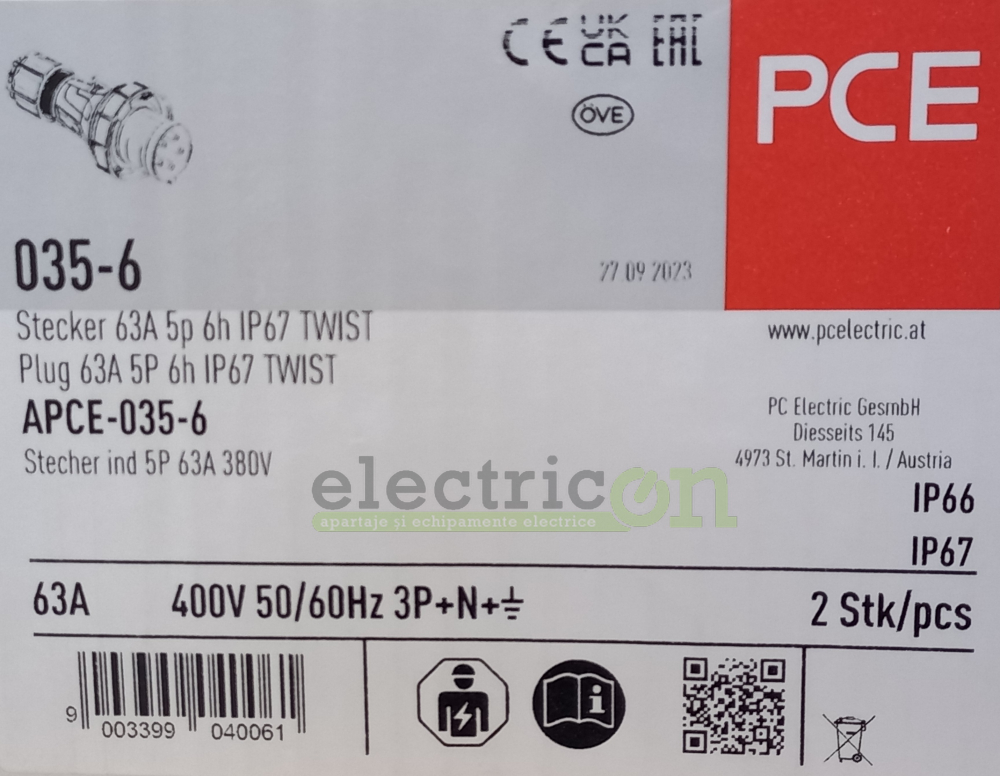 CE UK CA EAC
ÖVE
PCE
035-6
27.09.2023
Stecker 63A 5p 6h IP67 TWIST
Plug 63A 5P 6h IP67 TWIST
APCE-035-6
Stecher ind 5P 63A 380V
www.pcelectric.at
PC Electric GesmbH
Diesseits 145
4973 St. Martin i. I. / Austria
electricon
apartaje și echipamente electrice
IP66
IP67
63A 400V 50/60Hz 3P+N+⏚ 2 Stk/pcs
9 003399 040061
i